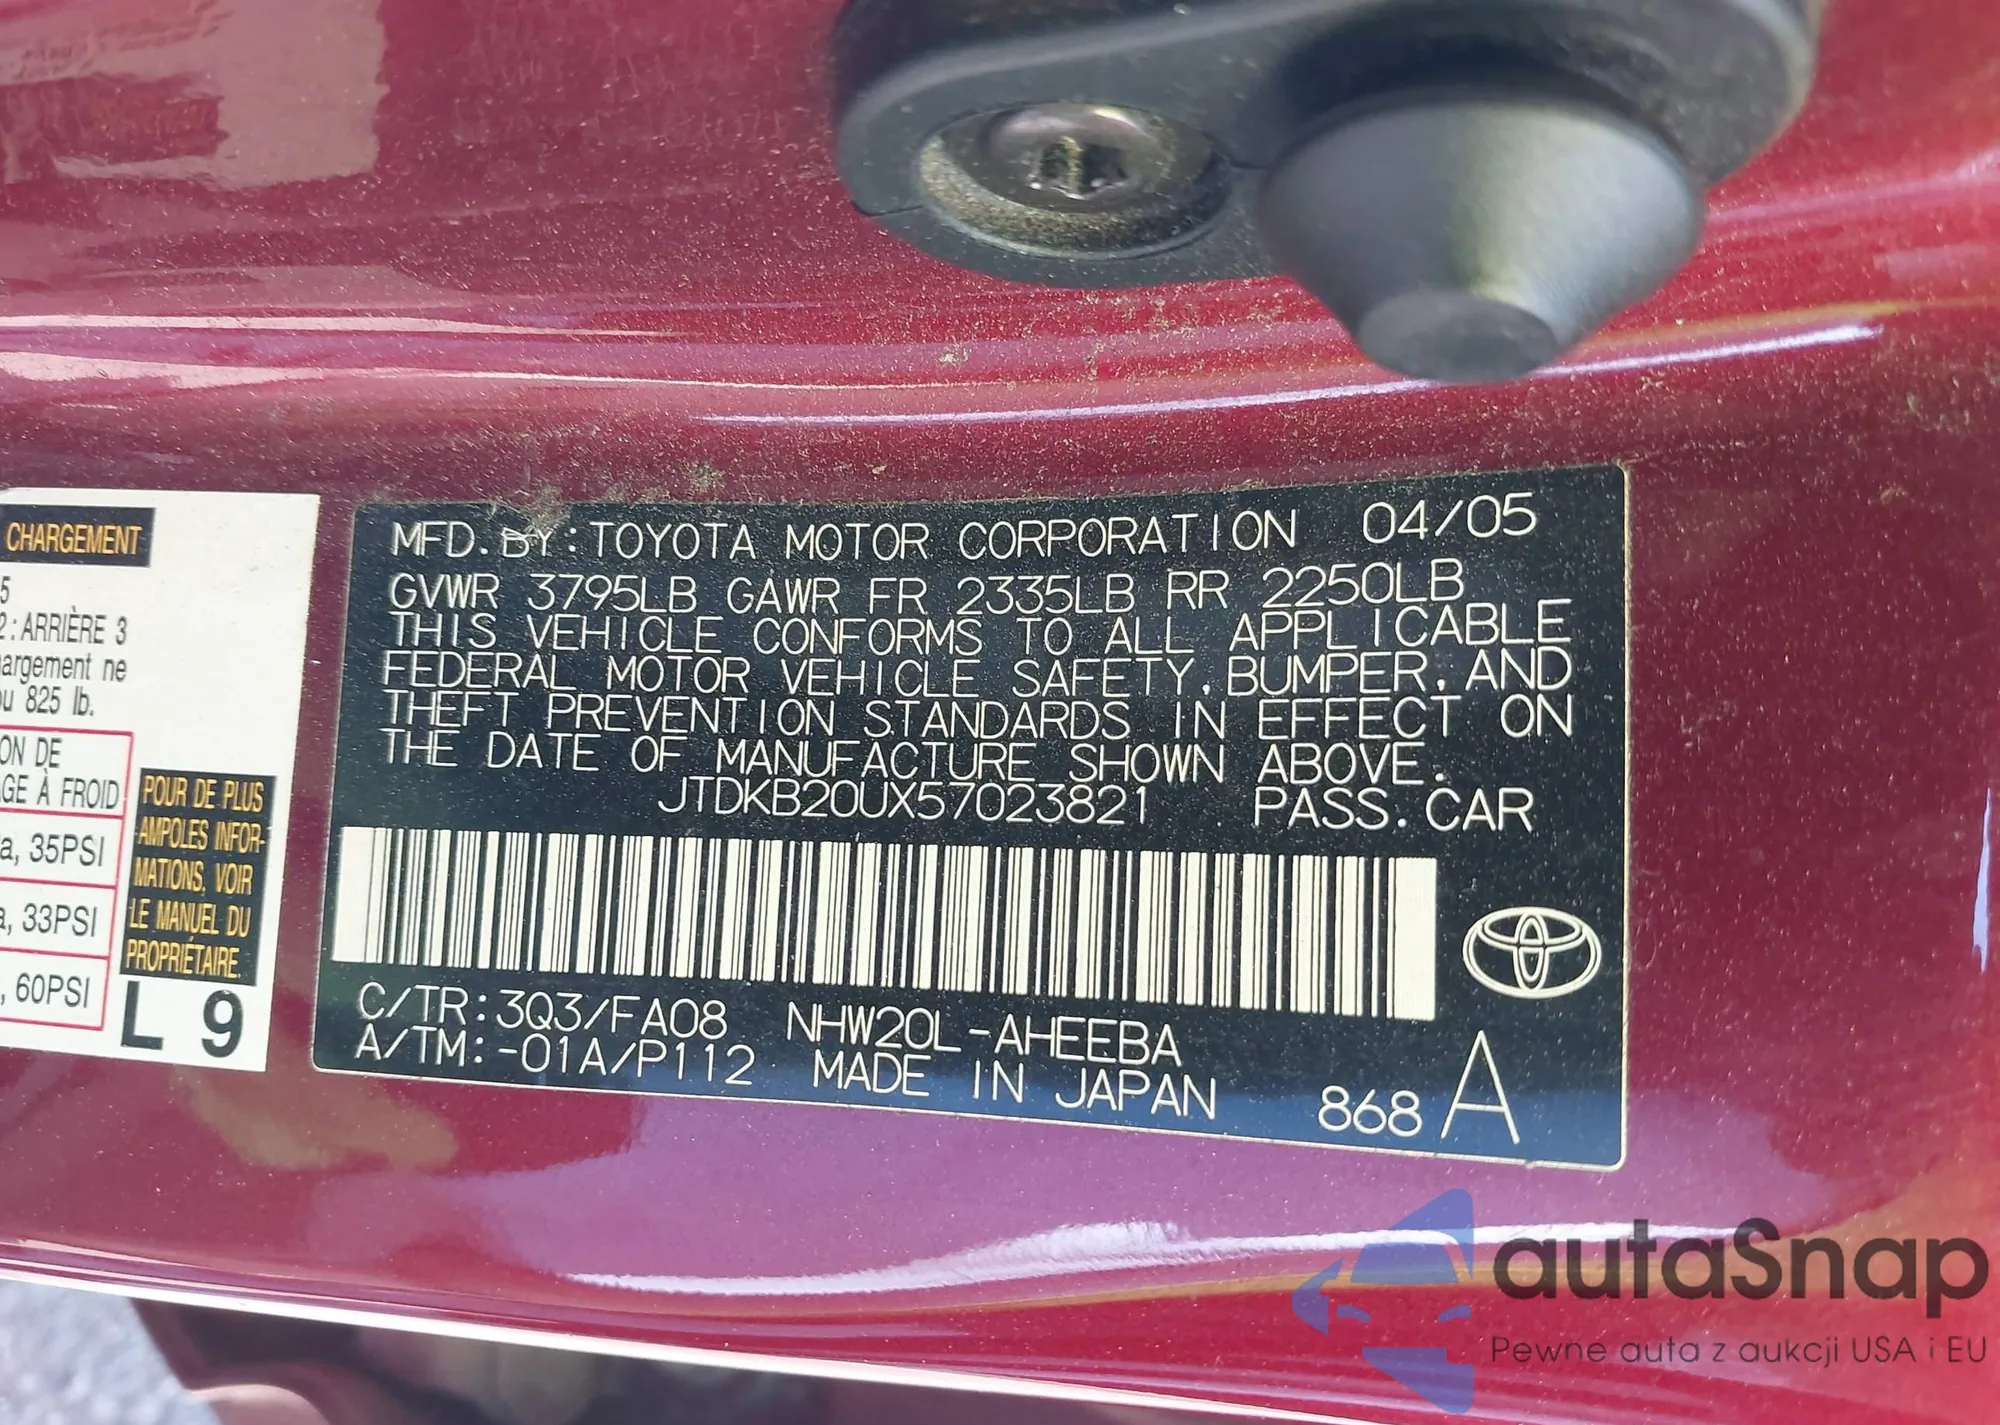 CHARGEMENT
5
2: ARRIÈRE 3
argement ne
ou 825 lb.
ON DE
GE À FROID
a, 35PSI
a, 33PSI
, 60PSI
POUR DE PLUS
AMPOLES INFOR-
MATIONS, VOIR
LE MANUEL DU
PROPRIÉTAIRE.
L 9
MFD. BY: TOYOTA MOTOR CORPORATION 04/05
GVWR 3795LB GAWR FR 2335LB RR 2250LB
THIS VEHICLE CONFORMS TO ALL APPLICABLE
FEDERAL MOTOR VEHICLE SAFETY, BUMPER, AND
THEFT PREVENTION STANDARDS IN EFFECT ON
THE DATE OF MANUFACTURE SHOWN ABOVE.
JTDKB20UX57023821 PASS. CAR
C/TR: 3Q3/FA08 NHW20L-AHEEBA
A/TM: -01A/P112 MADE IN JAPAN 868 A
autaSnap
Pewne auta z aukcji USA i EU